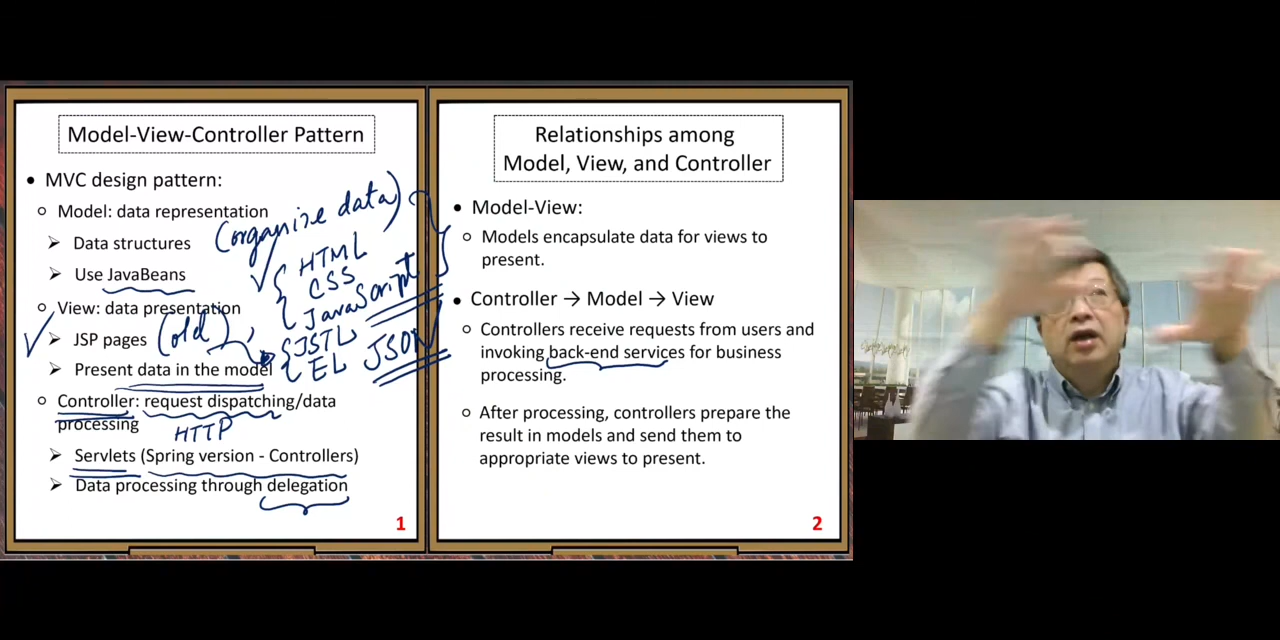 Model-View-Controller Pattern
• MVC design pattern:
○ Model: data representation
➤ Data structures
(organize data)
➤ Use JavaBeans
HTML
CSS
JavaScript
○ View: data presentation
➤ JSP pages (old)
JSTL
EL JSON
➤ Present data in the model
○ Controller: request dispatching/data
processing
HTTP
➤ Servlets (Spring version - Controllers)
➤ Data processing through delegation
1
Relationships among
Model, View, and Controller
• Model-View:
○ Models encapsulate data for views to
present.
• Controller → Model → View
○ Controllers receive requests from users and
invoking back-end services for business
processing.
○ After processing, controllers prepare the
result in models and send them to
appropriate views to present.
2